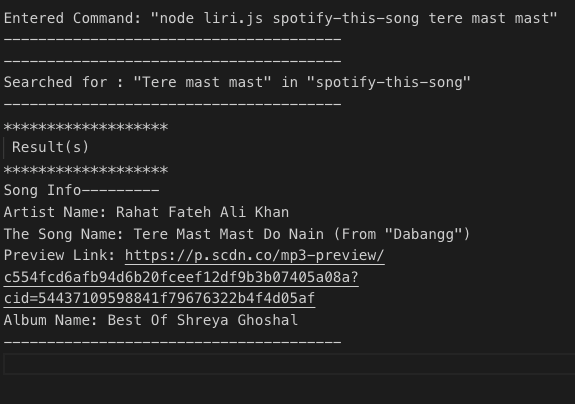 Entered Command: "node liri.js spotify-this-song tere mast mast"
---------------------------------------
---------------------------------------
Searched for : "Tere mast mast" in "spotify-this-song"
---------------------------------------
*******************
Result(s)
*******************
Song Info---------
Artist Name: Rahat Fateh Ali Khan
The Song Name: Tere Mast Mast Do Nain (From "Dabangg")
Preview Link: https://p.scdn.co/mp3-preview/
c554fcd6afb94d6b20fceef12df9b3b07405a08a?
cid=54437109598841f79676322b4f4d05af
Album Name: Best Of Shreya Ghoshal
---------------------------------------